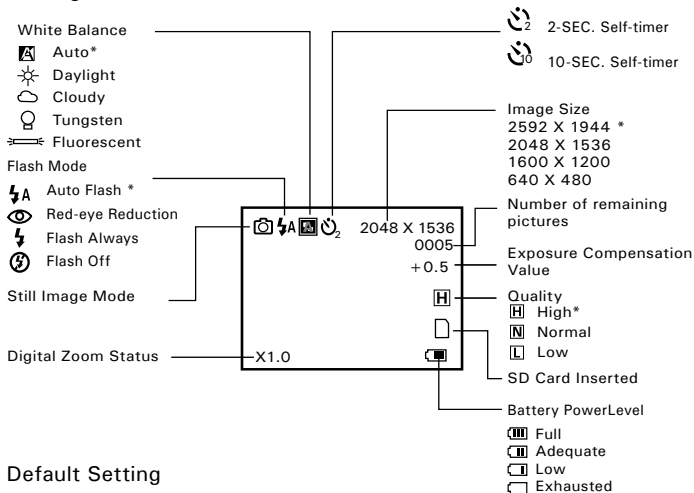 White Balance
Auto*
Daylight
Cloudy
Tungsten
Fluorescent
Flash Mode
A Auto Flash *
Red-eye Reduction
Flash Always
Flash Off
Still Image Mode
Digital Zoom Status
A A 2
2048 X 1536
0005
+0.5
H
X1.0
2 2-SEC. Self-timer
10 10-SEC. Self-timer
Image Size
2592 X 1944 *
2048 X 1536
1600 X 1200
640 X 480
Number of remaining
pictures
Exposure Compensation
Value
Quality
H High*
N Normal
L Low
SD Card Inserted
Battery PowerLevel
Full
Adequate
Low
Exhausted
Default Setting